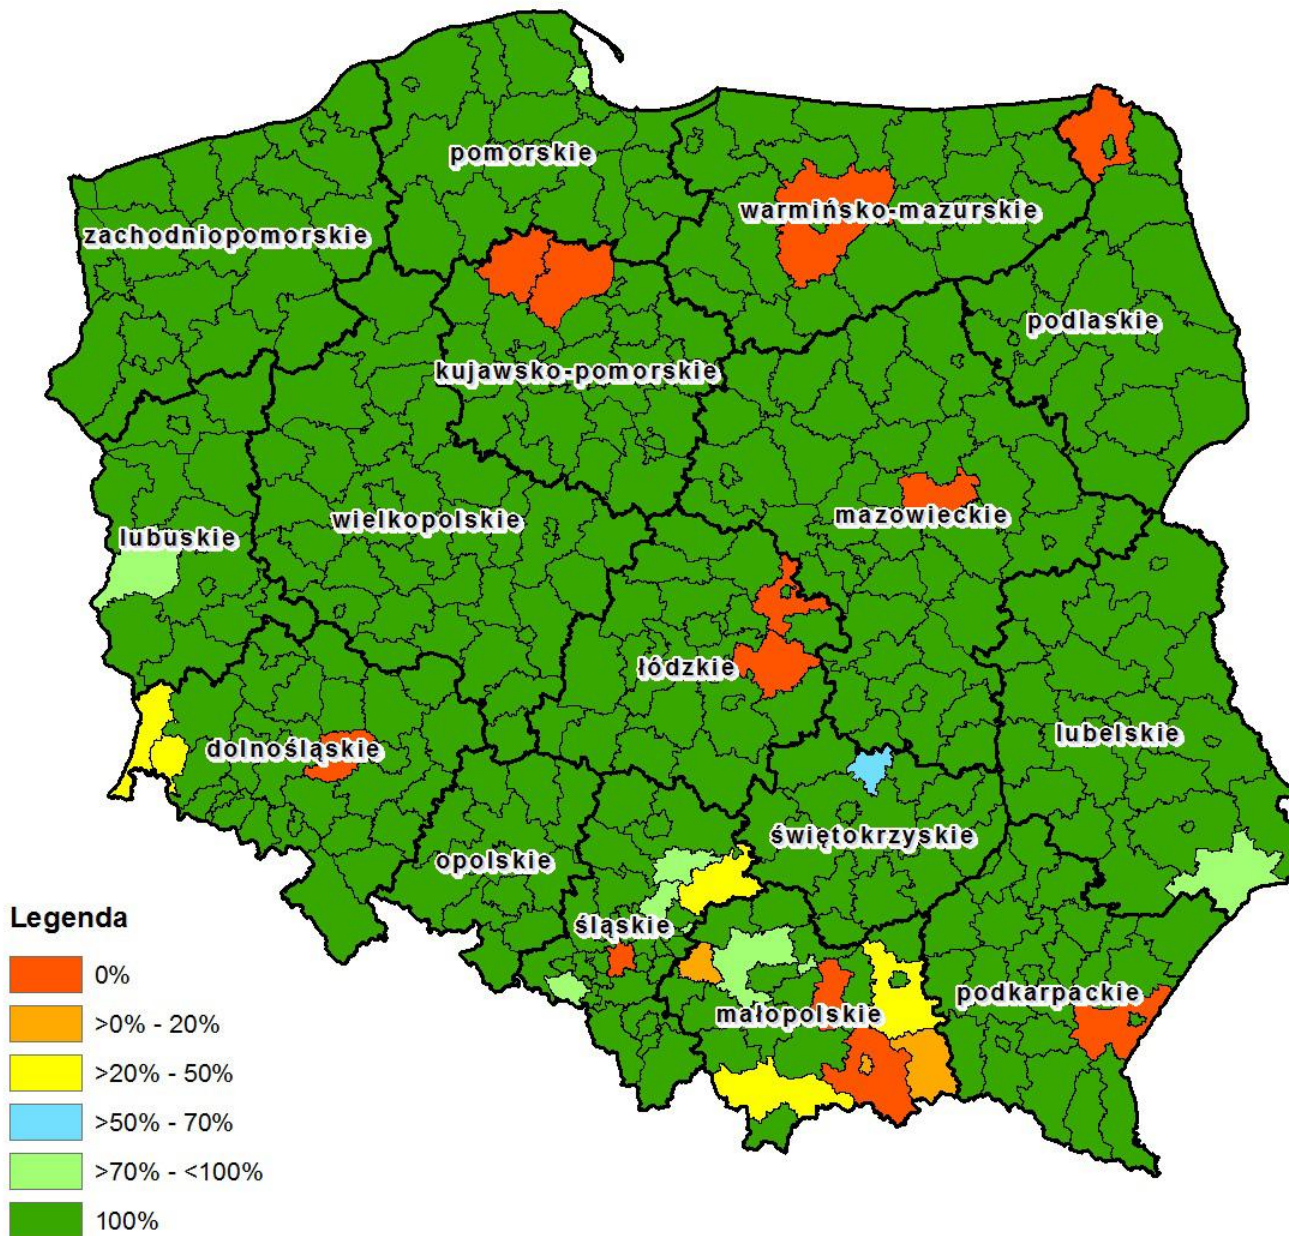 pomorskie
warmińsko-mazurskie
zachodniopomorskie
podlaskie
kujawsko-pomorskie
mazowieckie
wielkopolskie
lubuskie
łódzkie
lubelskie
dolnośląskie
świętokrzyskie
opolskie
śląskie
podkarpackie
małopolskie
Legenda
0%
>0% - 20%
>20% - 50%
>50% - 70%
>70% - <100%
100%